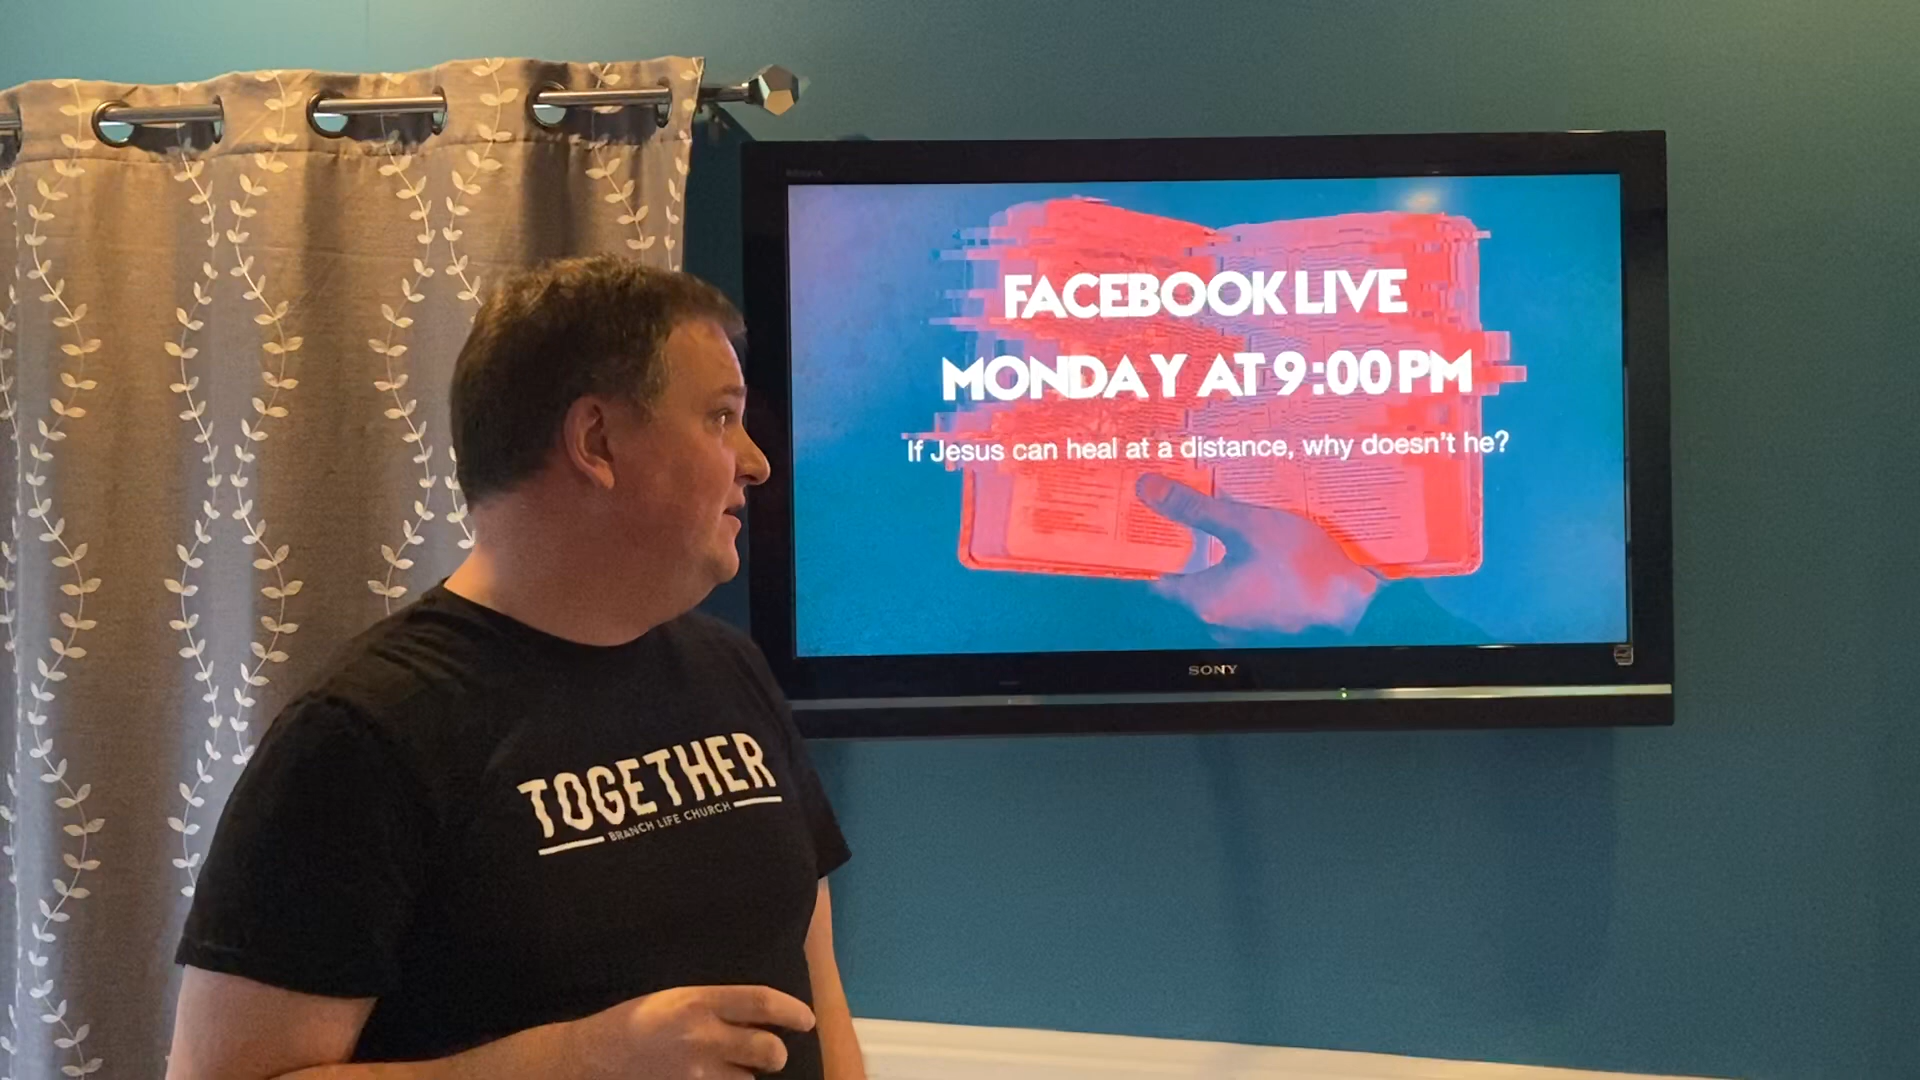 FACEBOOK LIVE
MONDAY AT 9:00 PM
If Jesus can heal at a distance, why doesn't he?
SONY
TOGETHER
BRANCH LIFE CHURCH